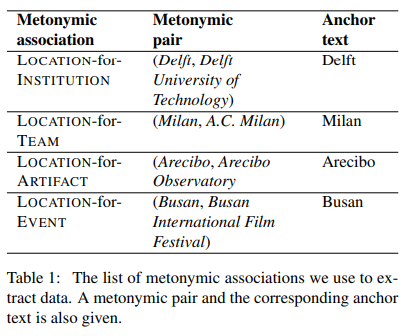 Metonymic Metonymic Anchor
association pair text
LOCATION-for- (Delft, Delft Delft
INSTITUTION University of
Technology)
LOCATION-for- (Milan, A.C. Milan) Milan
TEAM
LOCATION-for- (Arecibo, Arecibo Arecibo
ARTIFACT Observatory
LOCATION-for- (Busan, Busan Busan
EVENT International Film
Festival)
Table 1: The list of metonymic associations we use to ex-
tract data. A metonymic pair and the corresponding anchor
text is also given.